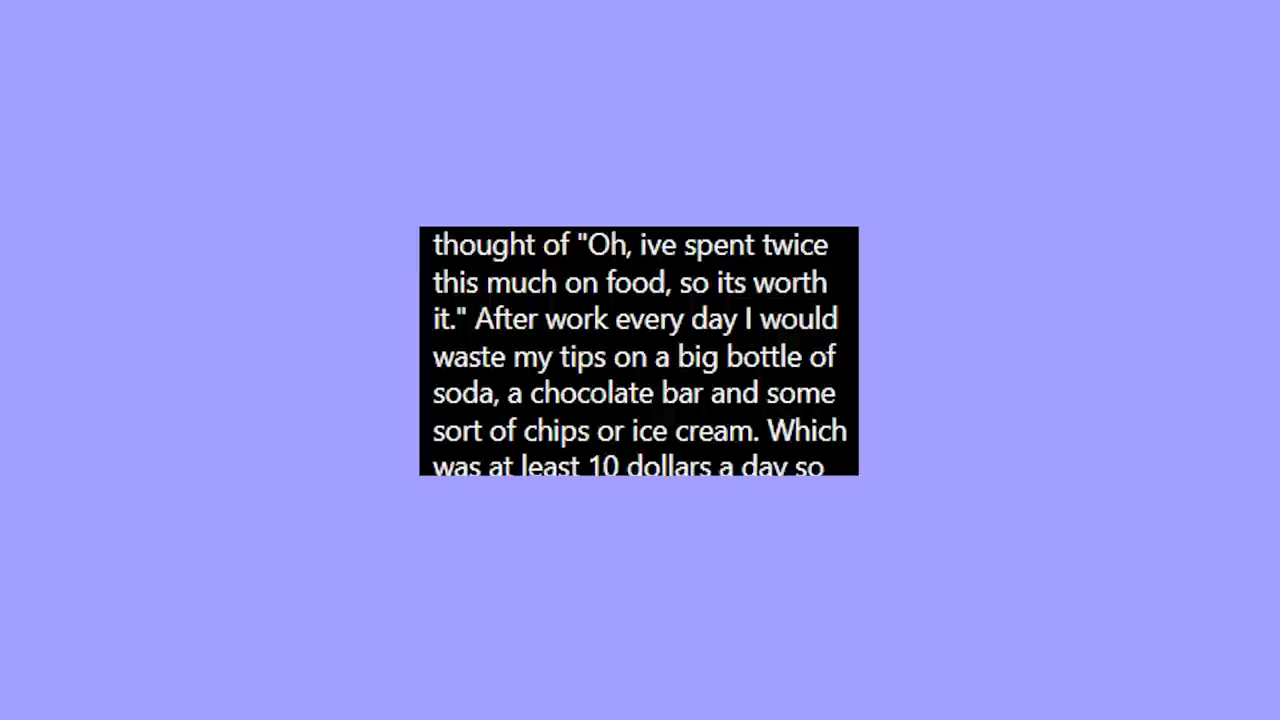 thought of "Oh, ive spent twice
this much on food, so its worth
it." After work every day I would
waste my tips on a big bottle of
soda, a chocolate bar and some
sort of chips or ice cream. Which
was at least 10 dollars a day so